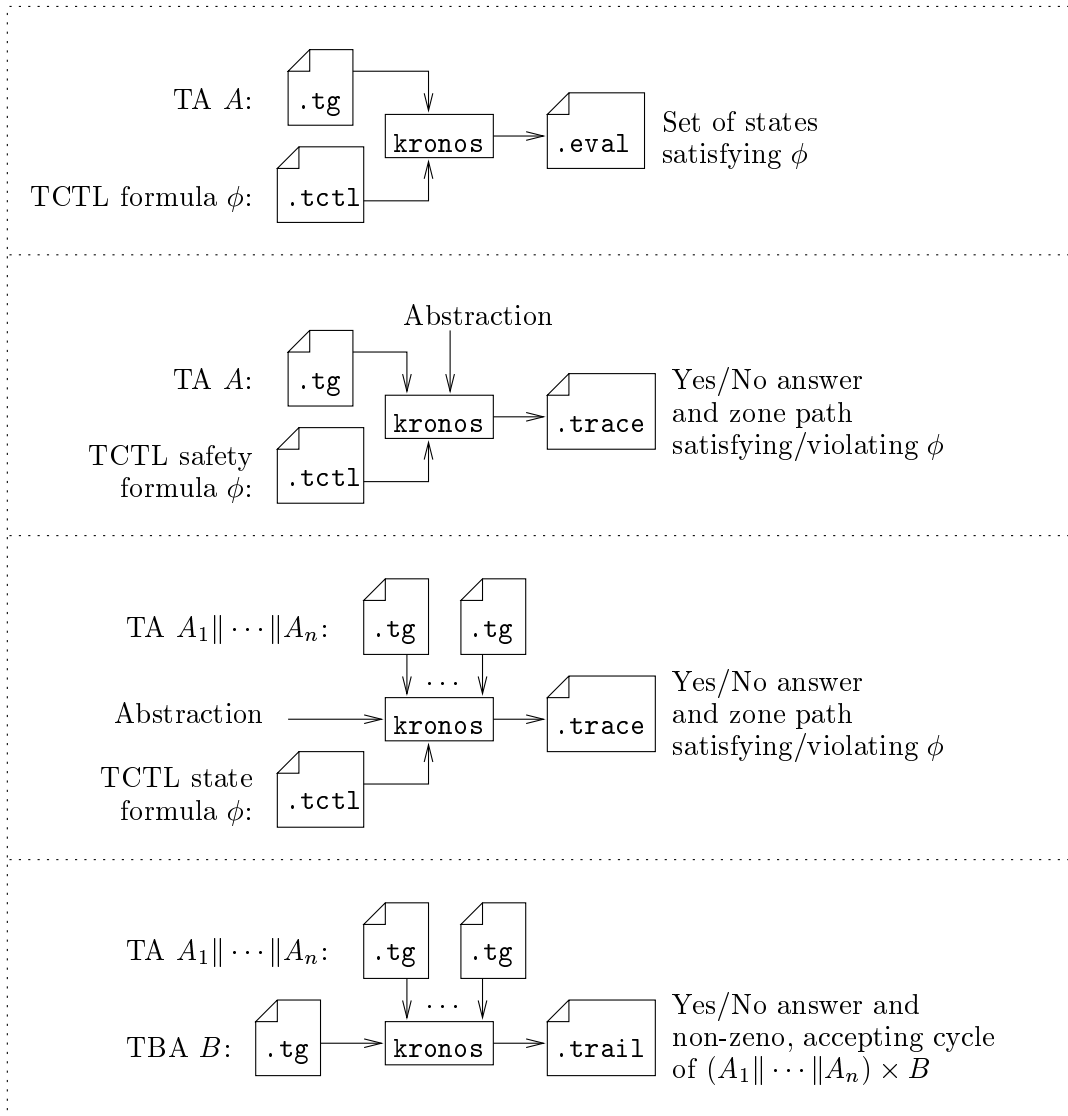 TA A:
.tg
kronos
.eval
Set of states
satisfying ϕ
TCTL formula ϕ:
.tctl
Abstraction
TA A:
.tg
kronos
.trace
Yes/No answer
and zone path
satisfying/violating ϕ
TCTL safety
formula ϕ:
.tctl
TA A₁∥ ··· ∥Aₙ:
.tg
.tg
...
Abstraction
kronos
.trace
Yes/No answer
and zone path
satisfying/violating ϕ
TCTL state
formula ϕ:
.tctl
TA A₁∥ ··· ∥Aₙ:
.tg
.tg
...
TBA B:
.tg
kronos
.trail
Yes/No answer and
non-zeno, accepting cycle
of (A₁∥ ··· ∥Aₙ) × B